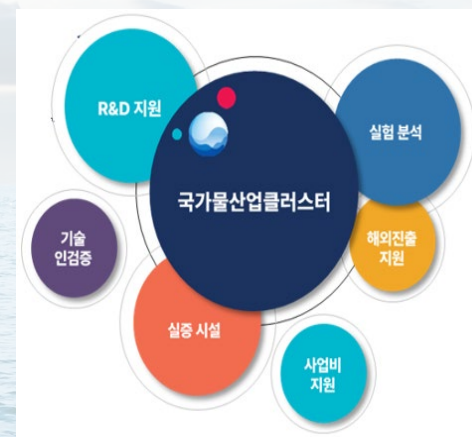 R&D 지원
실험 분석
국가물산업클러스터
기술
인검증
해외진출
지원
실증 시설
사업비
지원